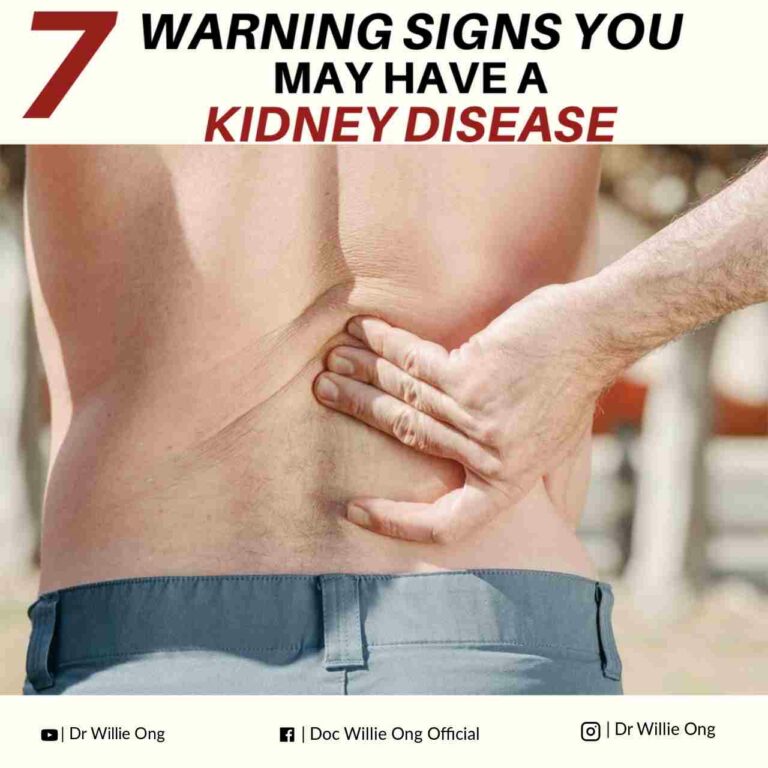 7 WARNING SIGNS YOU
MAY HAVE A
KIDNEY DISEASE
| Dr Willie Ong | Doc Willie Ong Official | Dr Willie Ong